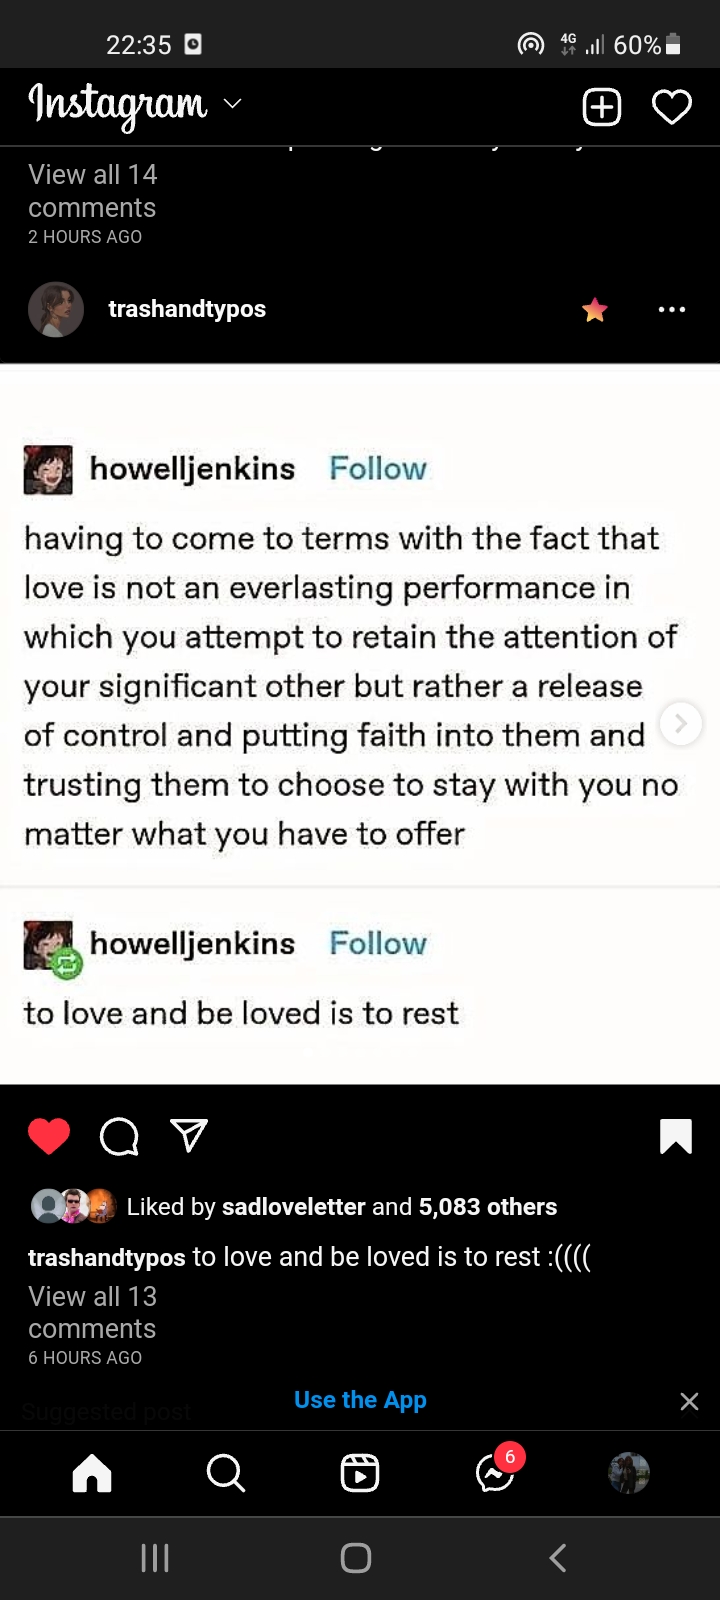 22:35 4G 60%
Instagram
View all 14
comments
2 HOURS AGO
trashandtypos
howelljenkins Follow
having to come to terms with the fact that
love is not an everlasting performance in
which you attempt to retain the attention of
your significant other but rather a release
of control and putting faith into them and
trusting them to choose to stay with you no
matter what you have to offer
howelljenkins Follow
to love and be loved is to rest
Liked by sadloveletter and 5,083 others
trashandtypos to love and be loved is to rest :((((
View all 13
comments
6 HOURS AGO
Suggested post
Use the App
6